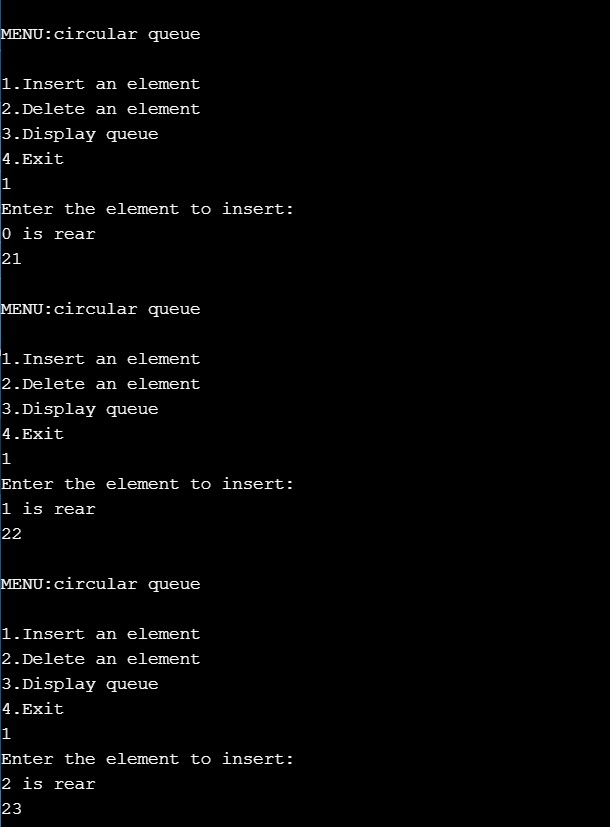 MENU:circular queue
1.Insert an element
2.Delete an element
3.Display queue
4.Exit
1
Enter the element to insert:
0 is rear
21
MENU:circular queue
1.Insert an element
2.Delete an element
3.Display queue
4.Exit
1
Enter the element to insert:
1 is rear
22
MENU:circular queue
1.Insert an element
2.Delete an element
3.Display queue
4.Exit
1
Enter the element to insert:
2 is rear
23